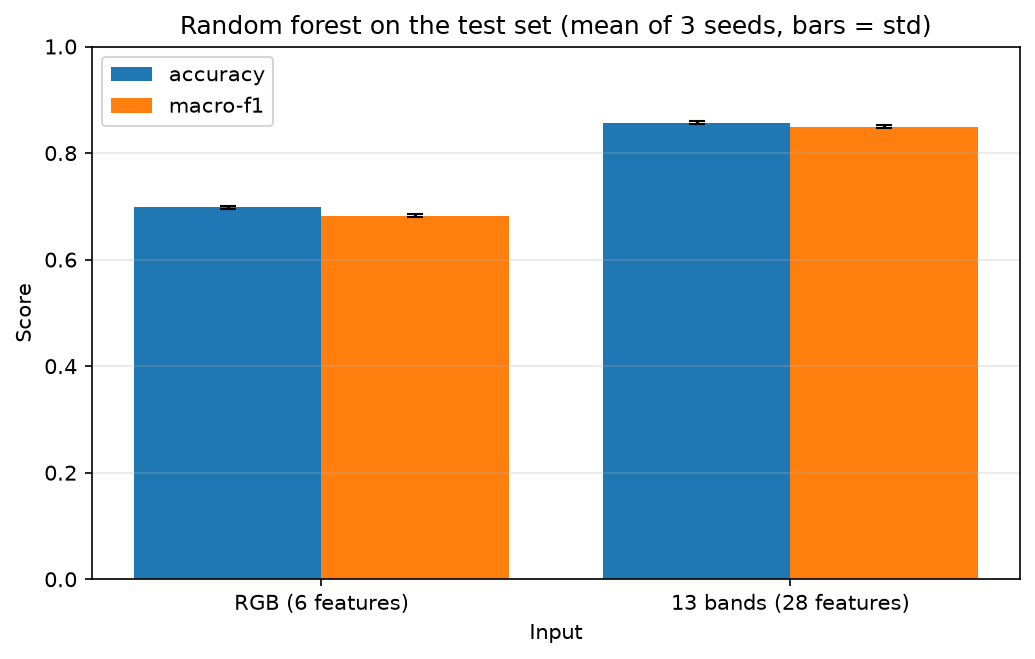 Random forest on the test set (mean of 3 seeds, bars = std)
1.0
accuracy
macro-f1
0.8
0.6
Score
0.4
0.2
0.0
RGB (6 features)
13 bands (28 features)
Input